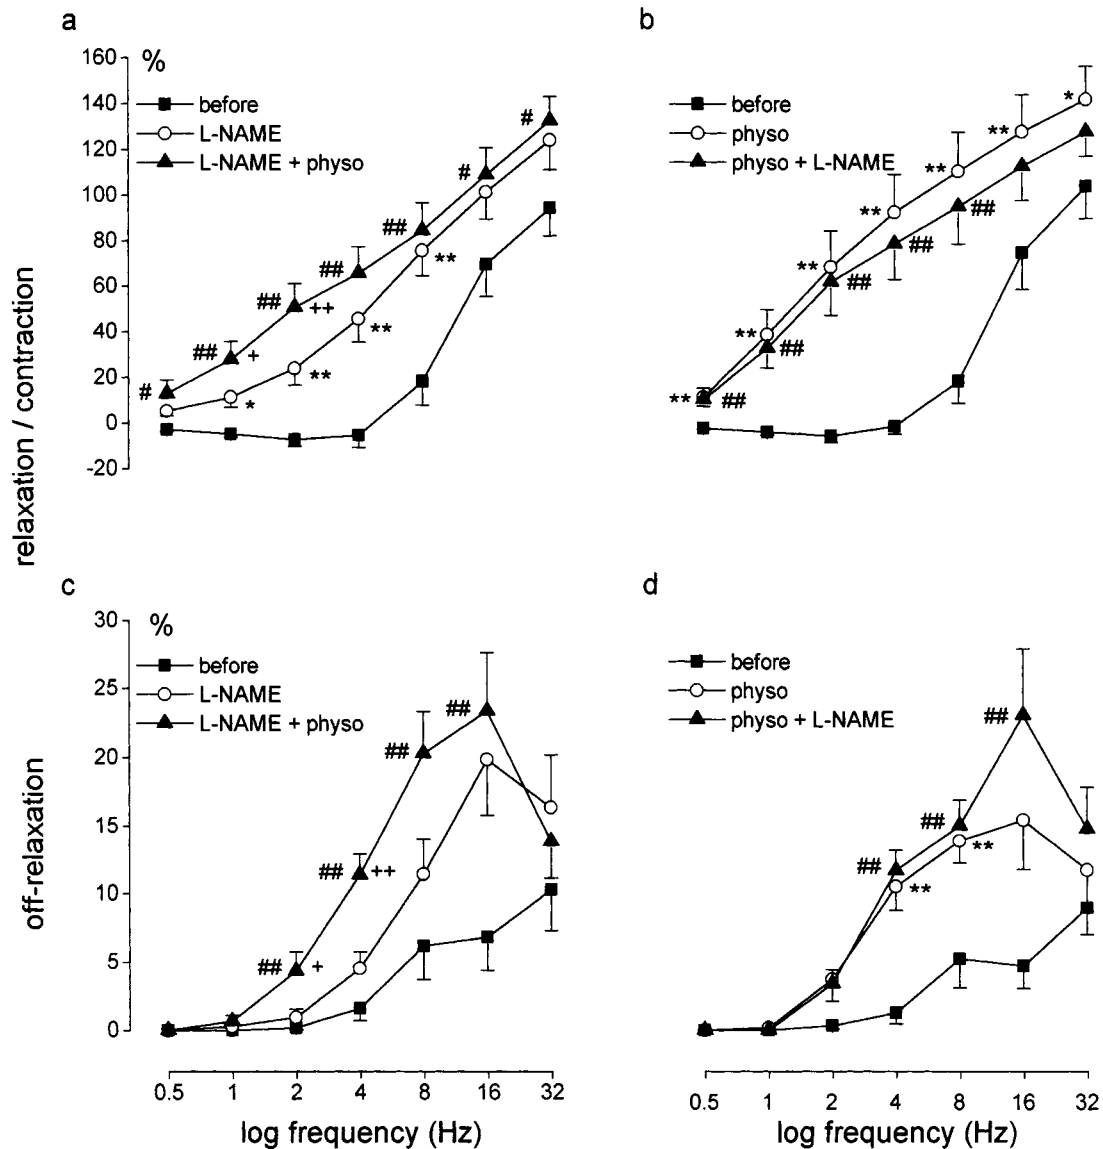 a
160
%
140
before
120
L-NAME
100
L-NAME + physo
80
60
40
20
0
-20
#
##
##
##
##
#
#
+
++
*
**
**
**
relaxation / contraction
b
before
physo
physo + L-NAME
**
**
**
**
**
**
*
##
##
##
##
##
c
30
%
25
before
20
L-NAME
15
L-NAME + physo
10
5
0
##
##
##
##
+
++
off-relaxation
0.5 1 2 4 8 16 32
log frequency (Hz)
d
before
physo
physo + L-NAME
##
##
##
**
**
0.5 1 2 4 8 16 32
log frequency (Hz)